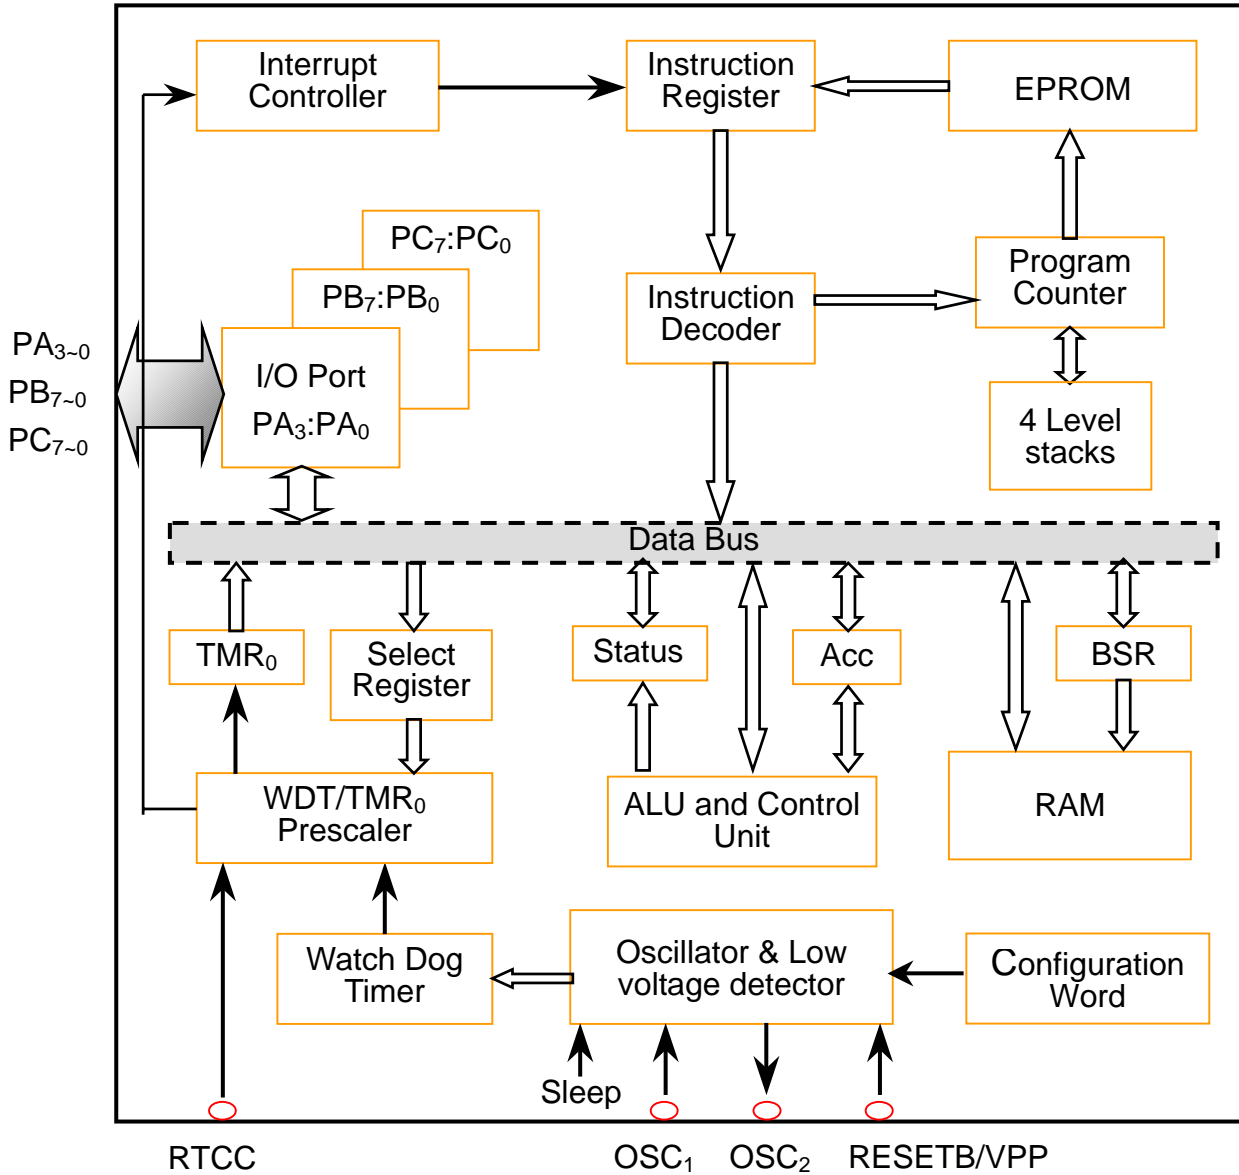 Interrupt
Controller
Instruction
Register
EPROM
PC₇:PC₀
PB₇:PB₀
I/O Port
PA₃:PA₀
PA₃~₀
PB₇~₀
PC₇~₀
Instruction
Decoder
Program
Counter
4 Level
stacks
Data Bus
TMR₀
Select
Register
Status
Acc
BSR
WDT/TMR₀
Prescaler
ALU and Control
Unit
RAM
Watch Dog
Timer
Oscillator & Low
voltage detector
Configuration
Word
Sleep
RTCC
OSC₁
OSC₂
RESETB/VPP